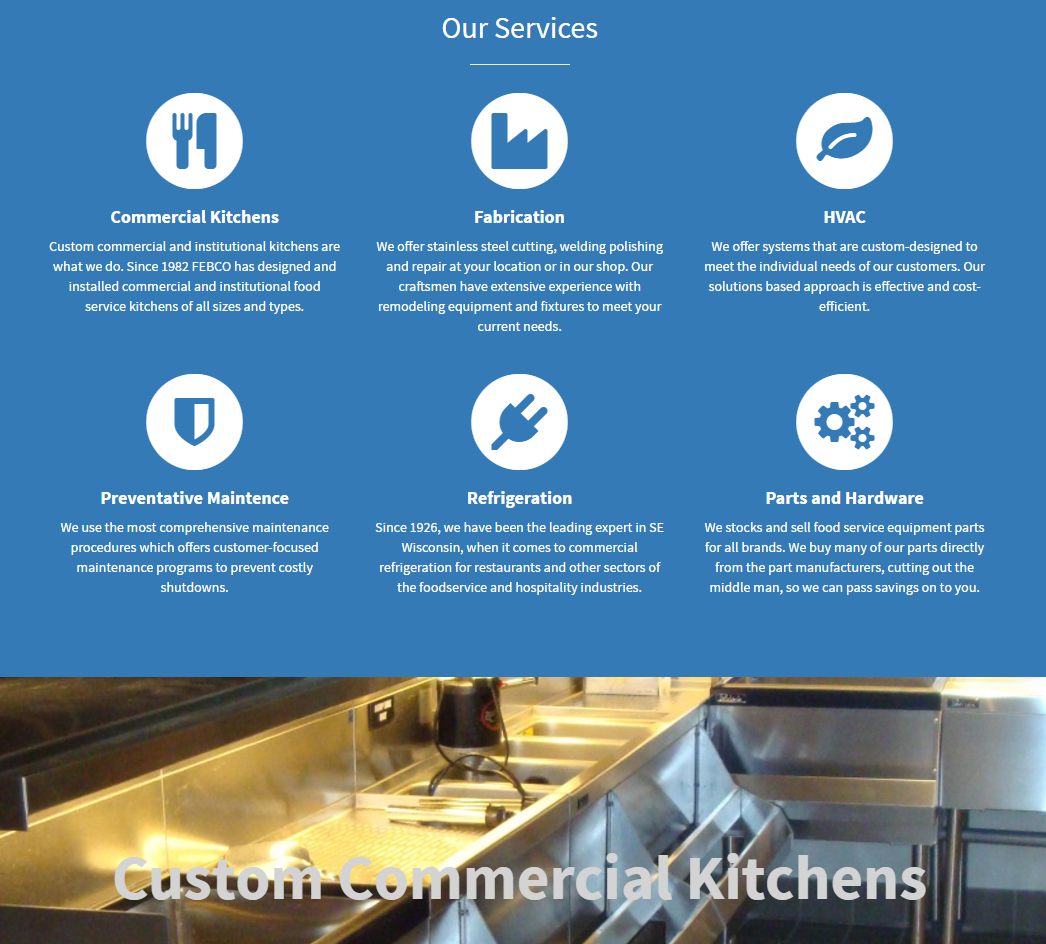 Our Services
Commercial Kitchens
Custom commercial and institutional kitchens are
what we do. Since 1982 FEBCO has designed and
installed commercial and institutional food
service kitchens of all sizes and types.
Fabrication
We offer stainless steel cutting, welding polishing
and repair at your location or in our shop. Our
craftsmen have extensive experience with
remodeling equipment and fixtures to meet your
current needs.
HVAC
We offer systems that are custom-designed to
meet the individual needs of our customers. Our
solutions based approach is effective and cost-
efficient.
Preventative Maintence
We use the most comprehensive maintenance
procedures which offers customer-focused
maintenance programs to prevent costly
shutdowns.
Refrigeration
Since 1926, we have been the leading expert in SE
Wisconsin, when it comes to commercial
refrigeration for restaurants and other sectors of
the foodservice and hospitality industries.
Parts and Hardware
We stocks and sell food service equipment parts
for all brands. We buy many of our parts directly
from the part manufacturers, cutting out the
middle man, so we can pass savings on to you.
Custom Commercial Kitchens